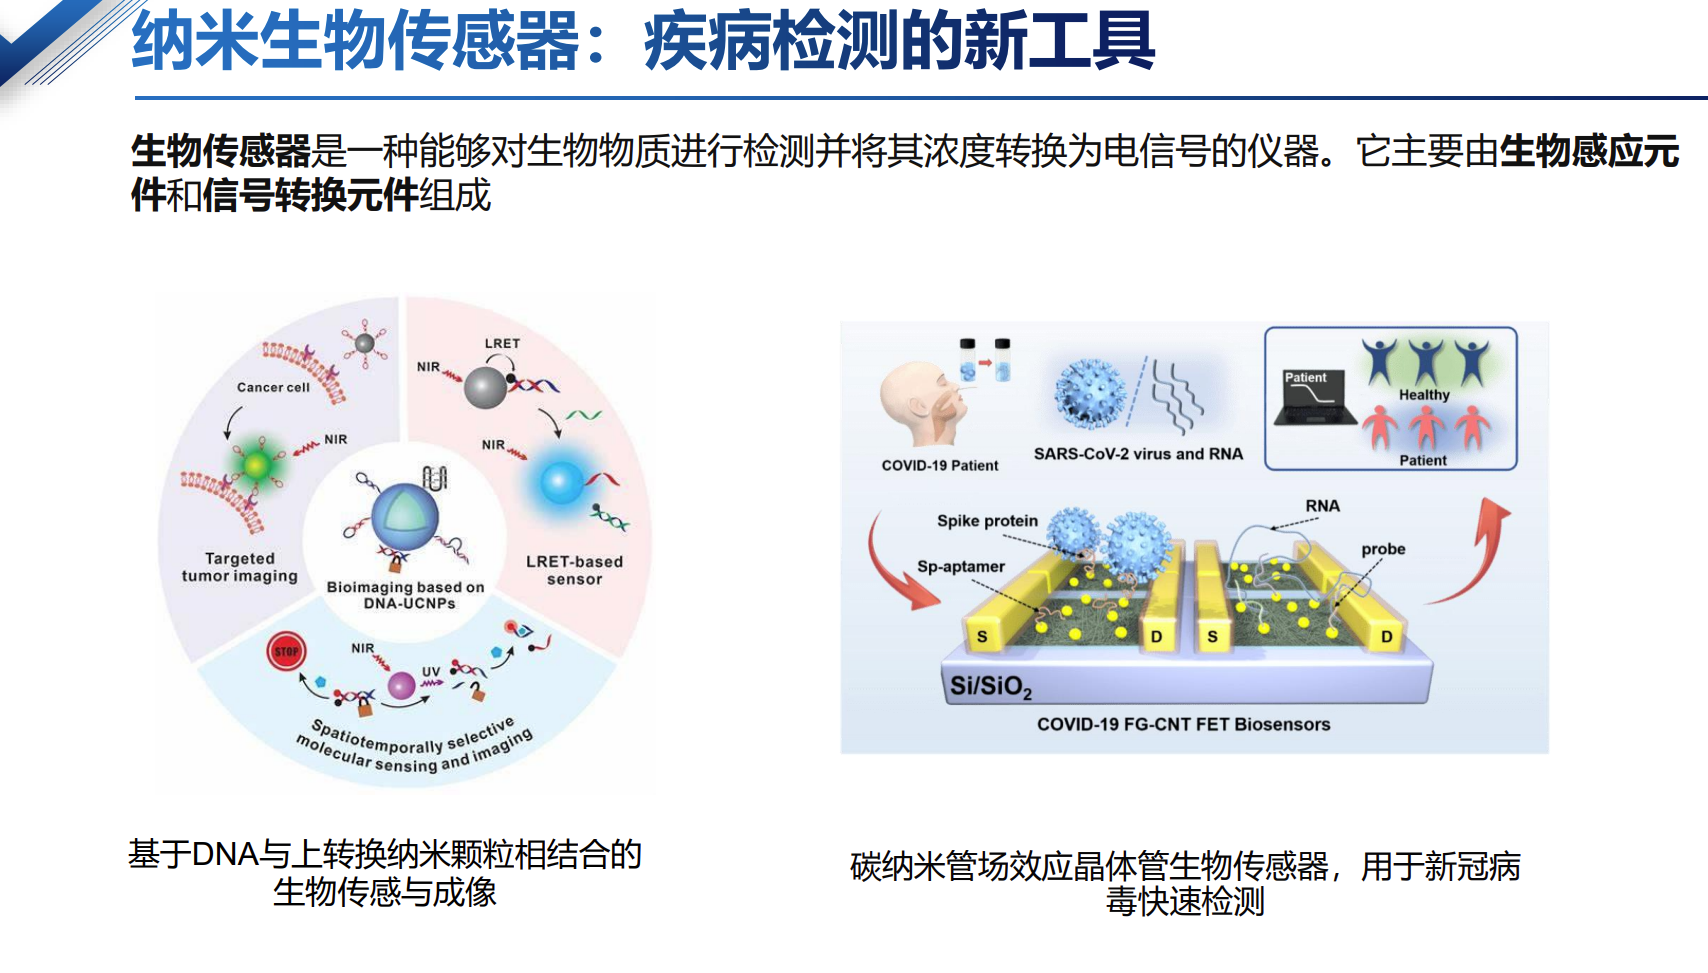 纳米生物传感器：疾病检测的新工具
生物传感器是一种能够对生物物质进行检测并将其浓度转换为电信号的仪器。它主要由生物感应元
件和信号转换元件组成
Cancer cell
NIR
Targeted
tumor imaging
LRET
NIR
NIR
LRET-based
sensor
Bioimaging based on
DNA-UCNPs
STOP
NIR
UV
Spatiotemporally selective
molecular sensing and imaging
基于DNA与上转换纳米颗粒相结合的
生物传感与成像
COVID-19 Patient
SARS-CoV-2 virus and RNA
Patient
Healthy
Patient
Spike protein
Sp-aptamer
RNA
probe
S
D
S
D
Si/SiO2
COVID-19 FG-CNT FET Biosensors
碳纳米管场效应晶体管生物传感器，用于新冠病
毒快速检测